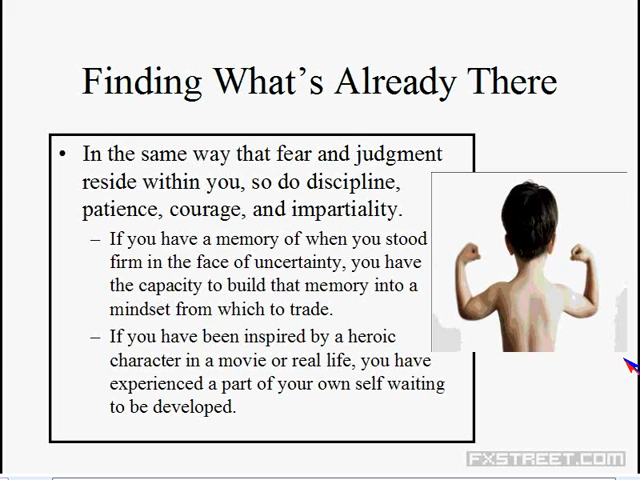 Finding What's Already There
• In the same way that fear and judgment
reside within you, so do discipline,
patience, courage, and impartiality.
– If you have a memory of when you stood
firm in the face of uncertainty, you have
the capacity to build that memory into a
mindset from which to trade.
– If you have been inspired by a heroic
character in a movie or real life, you have
experienced a part of your own self waiting
to be developed.
FXSTREET.COM